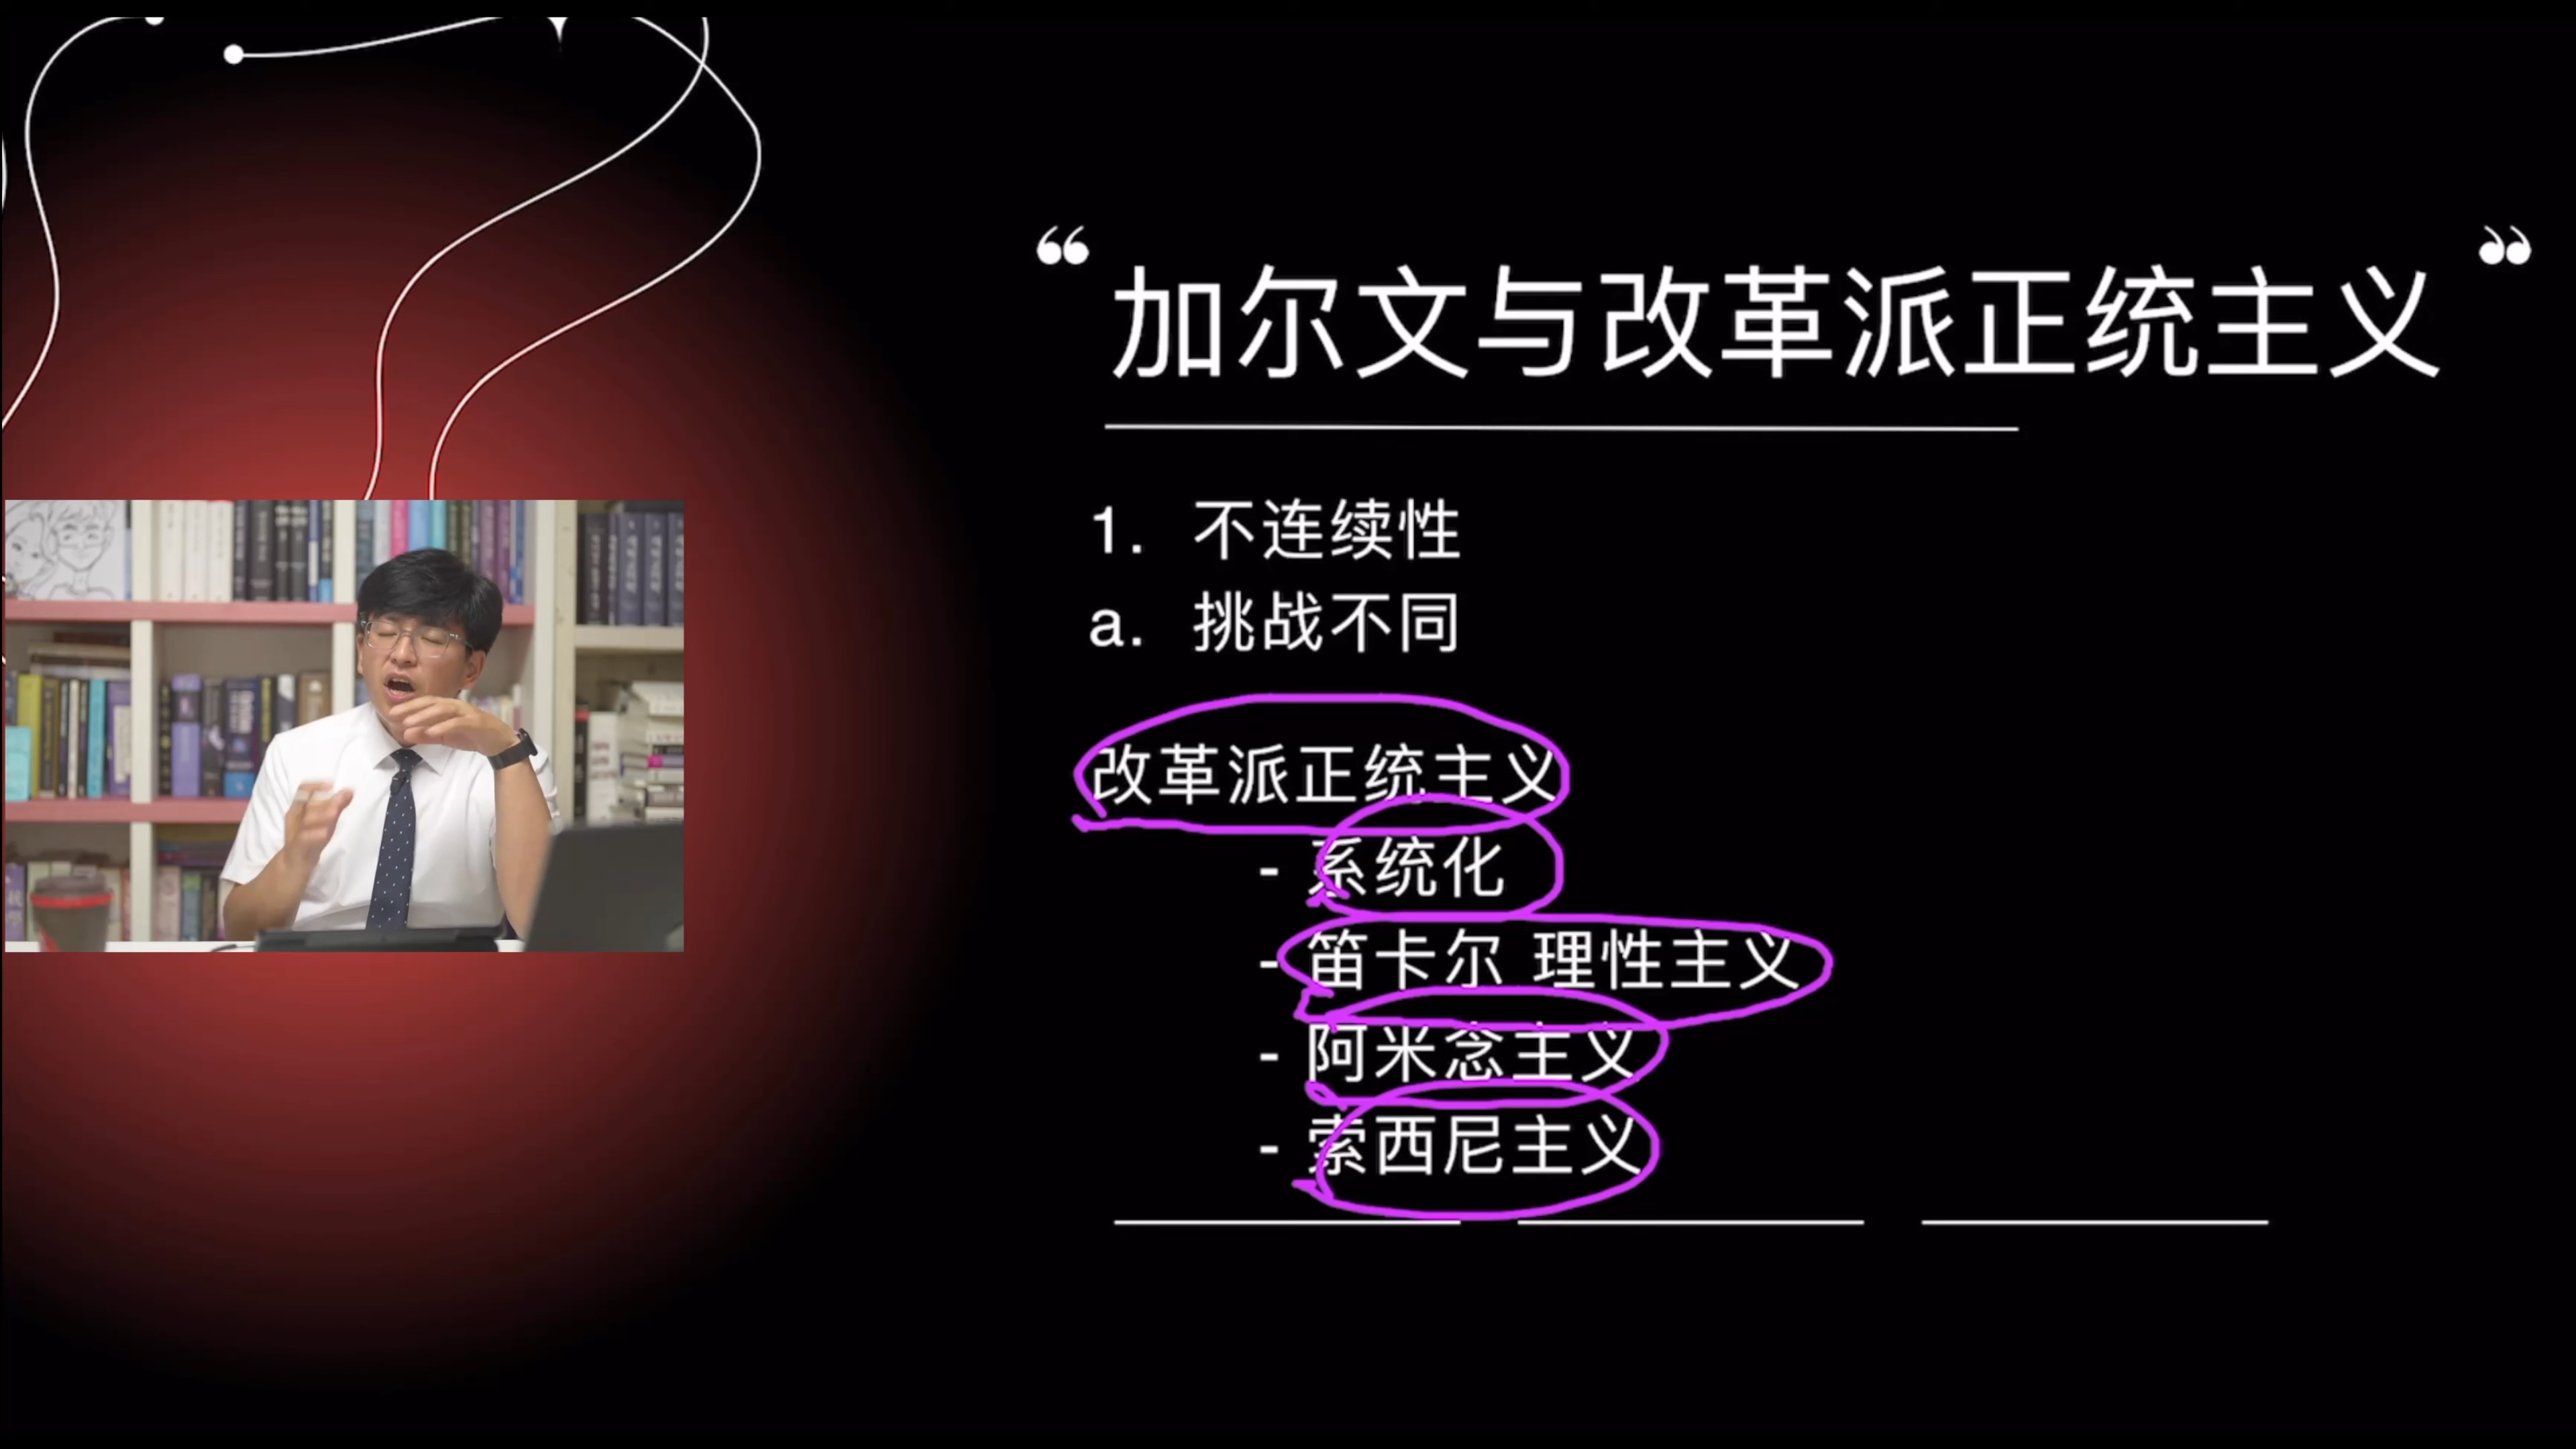 “加尔文与改革派正统主义”
1. 不连续性
a. 挑战不同
改革派正统主义
- 系统化
- 笛卡尔 理性主义
- 阿米念主义
- 索西尼主义